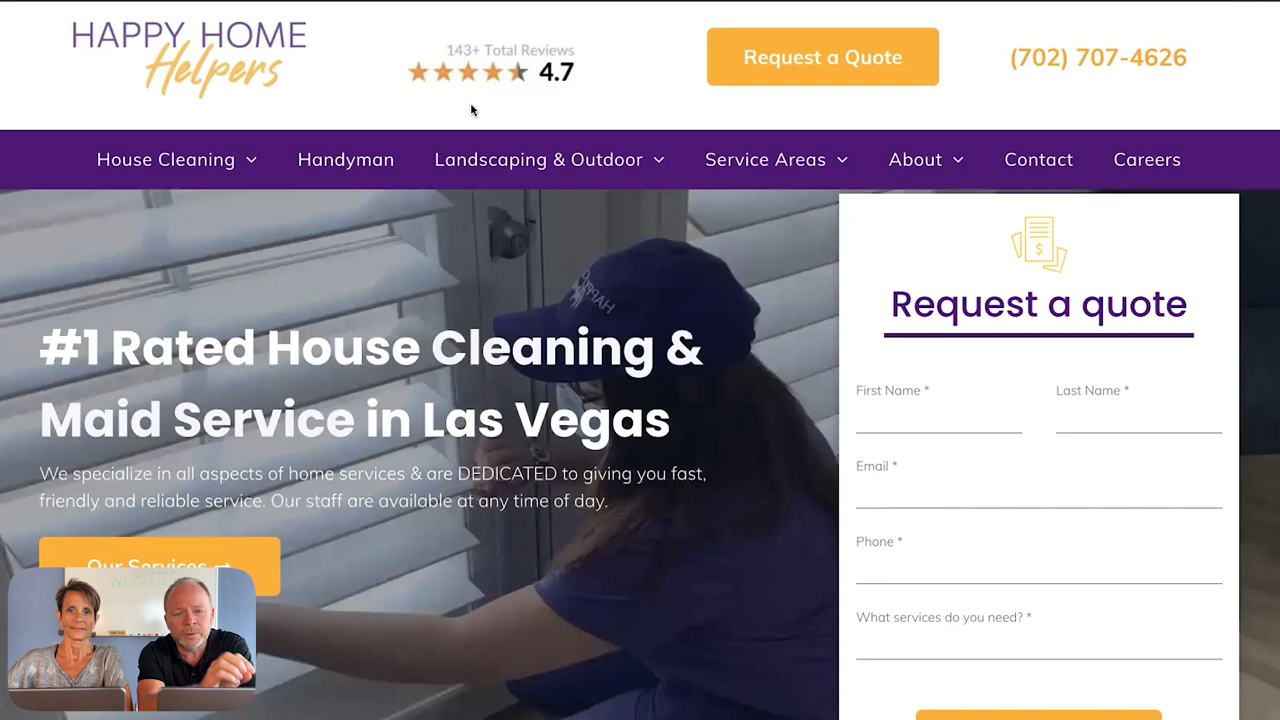 HAPPY HOME
Helpers
143+ Total Reviews
4.7
Request a Quote
(702) 707-4626
House Cleaning
Handyman
Landscaping & Outdoor
Service Areas
About
Contact
Careers
#1 Rated House Cleaning &
Maid Service in Las Vegas
We specialize in all aspects of home services & are DEDICATED to giving you fast,
friendly and reliable service. Our staff are available at any time of day.
Our Services →
Request a quote
First Name *
Last Name *
Email *
Phone *
What services do you need? *